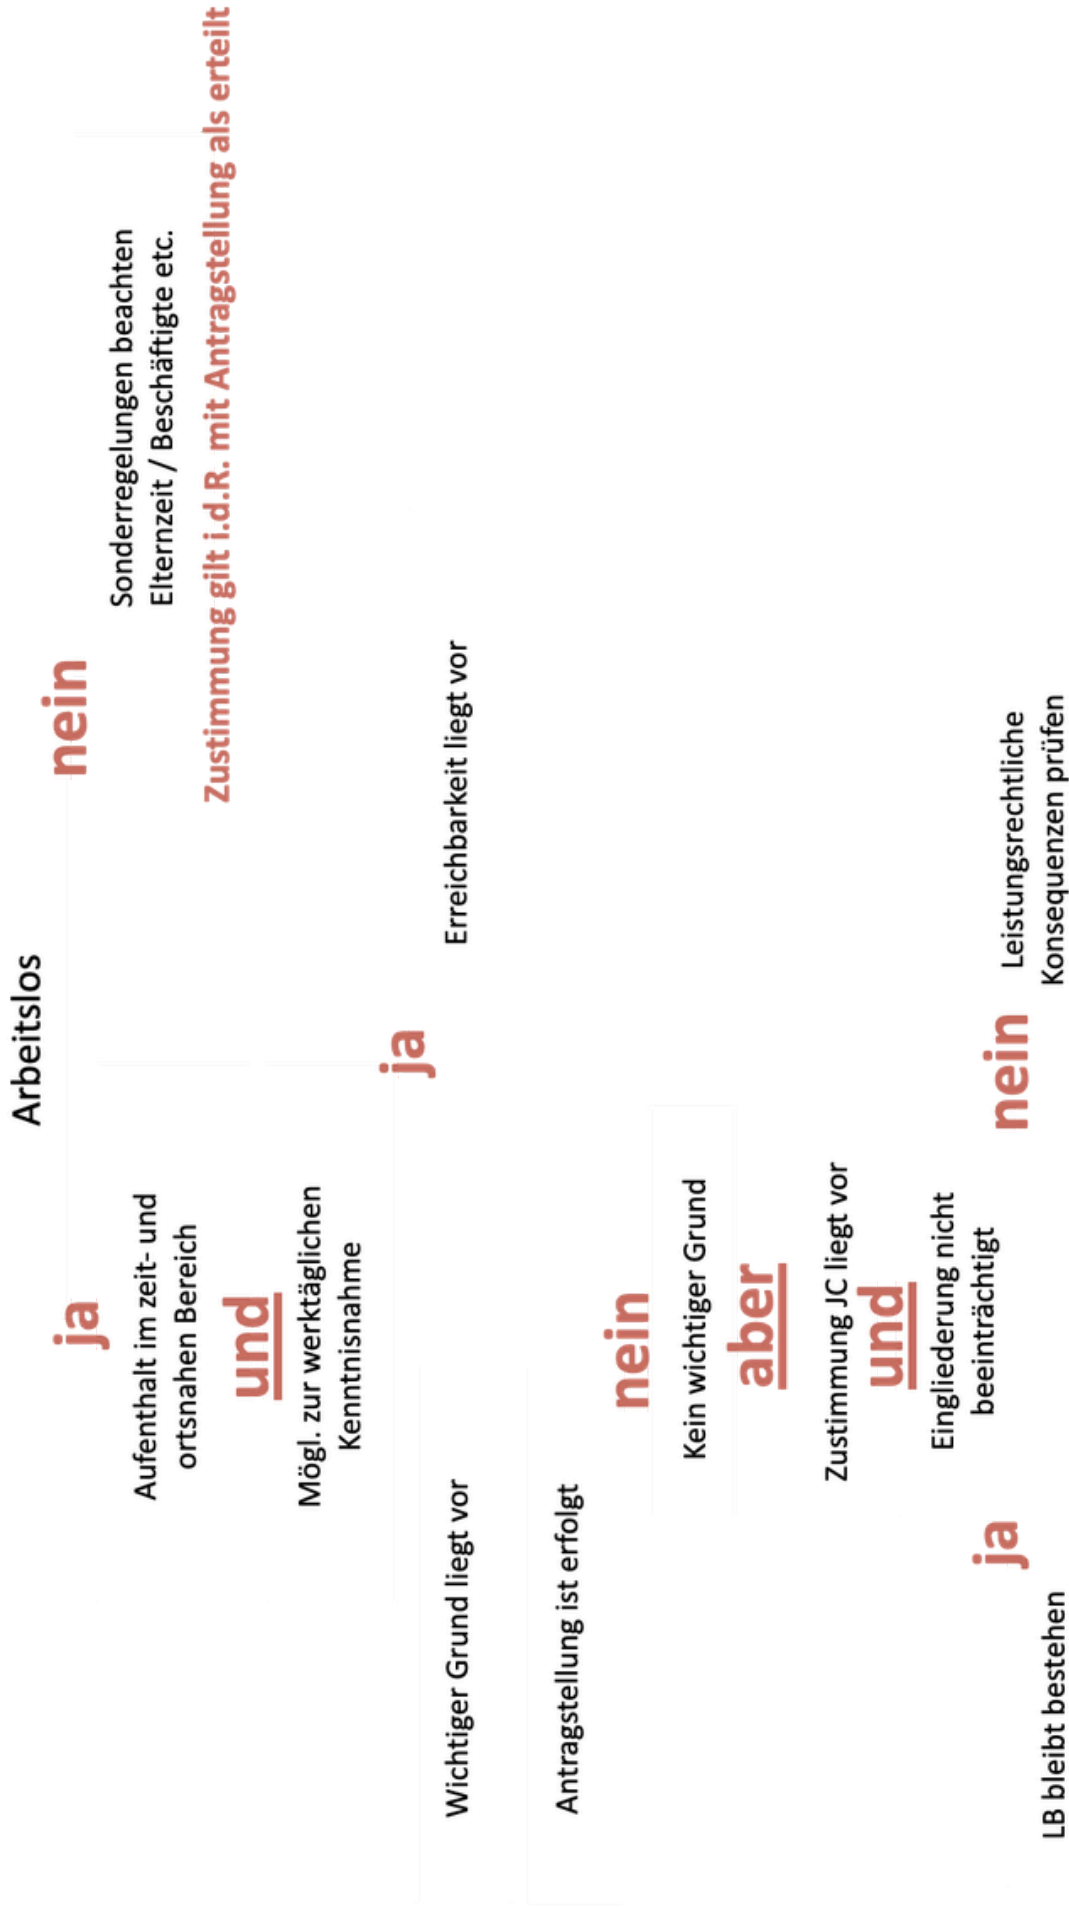 Arbeitslos
ja
nein
Aufenthalt im zeit- und
ortsnahen Bereich
und
Mögl. zur werktäglichen
Kenntnisnahme
Sonderregelungen beachten
Elternzeit / Beschäftigte etc.
Zustimmung gilt i.d.R. mit Antragstellung als erteilt
ja
Wichtiger Grund liegt vor
Erreichbarkeit liegt vor
Antragstellung ist erfolgt
nein
Kein wichtiger Grund
aber
Zustimmung JC liegt vor
und
Eingliederung nicht
beeinträchtigt
ja
nein
LB bleibt bestehen
Leistungsrechtliche
Konsequenzen prüfen